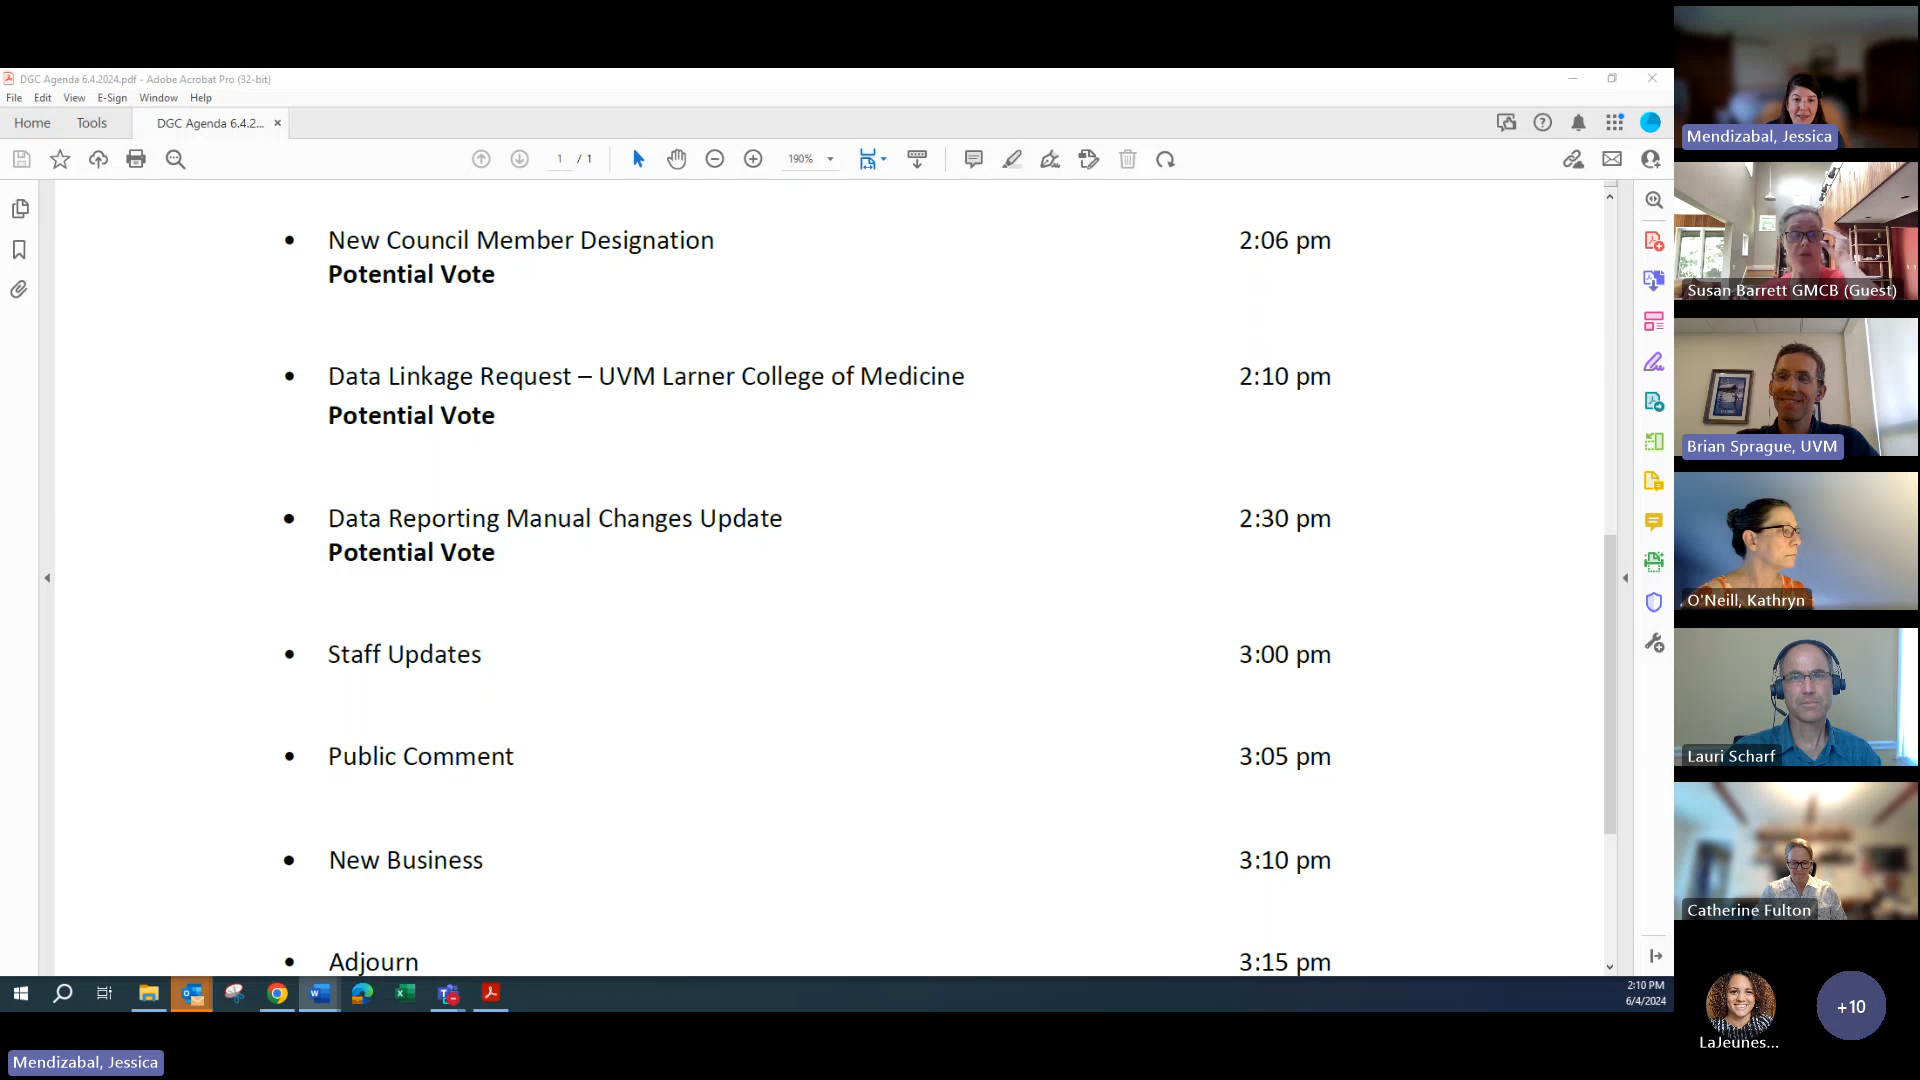 DGC Agenda 6.4.2024.pdf - Adobe Acrobat Pro (32-bit)
File Edit View E-Sign Window Help
Home Tools DGC Agenda 6.4.2... ×
1 / 1 190%
• New Council Member Designation 2:06 pm
Potential Vote
• Data Linkage Request – UVM Larner College of Medicine 2:10 pm
Potential Vote
• Data Reporting Manual Changes Update 2:30 pm
Potential Vote
• Staff Updates 3:00 pm
• Public Comment 3:05 pm
• New Business 3:10 pm
• Adjourn 3:15 pm
2:10 PM
6/4/2024
Mendizabal, Jessica
Mendizabal, Jessica
Susan Barrett GMCB (Guest)
Brian Sprague, UVM
O'Neill, Kathryn
Lauri Scharf
Catherine Fulton
LaJeunes...
+10